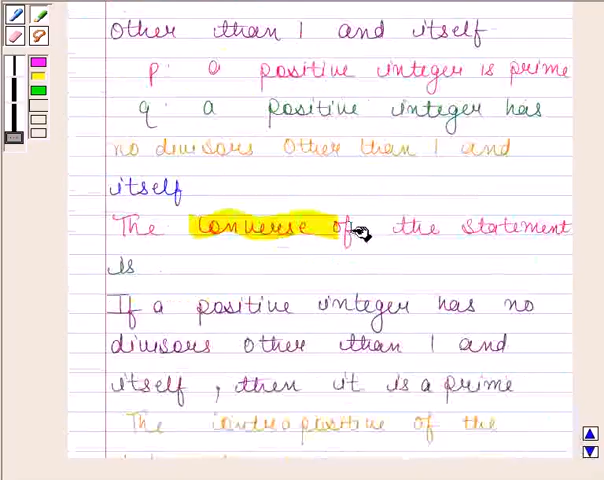 other than 1 and itself
p: a positive integer is prime
q: a positive integer has
no divisors other than 1 and
itself
The converse of the statement
is
If a positive integer has no
divisors other than 1 and
itself, then it is a prime
The contrapositive of the